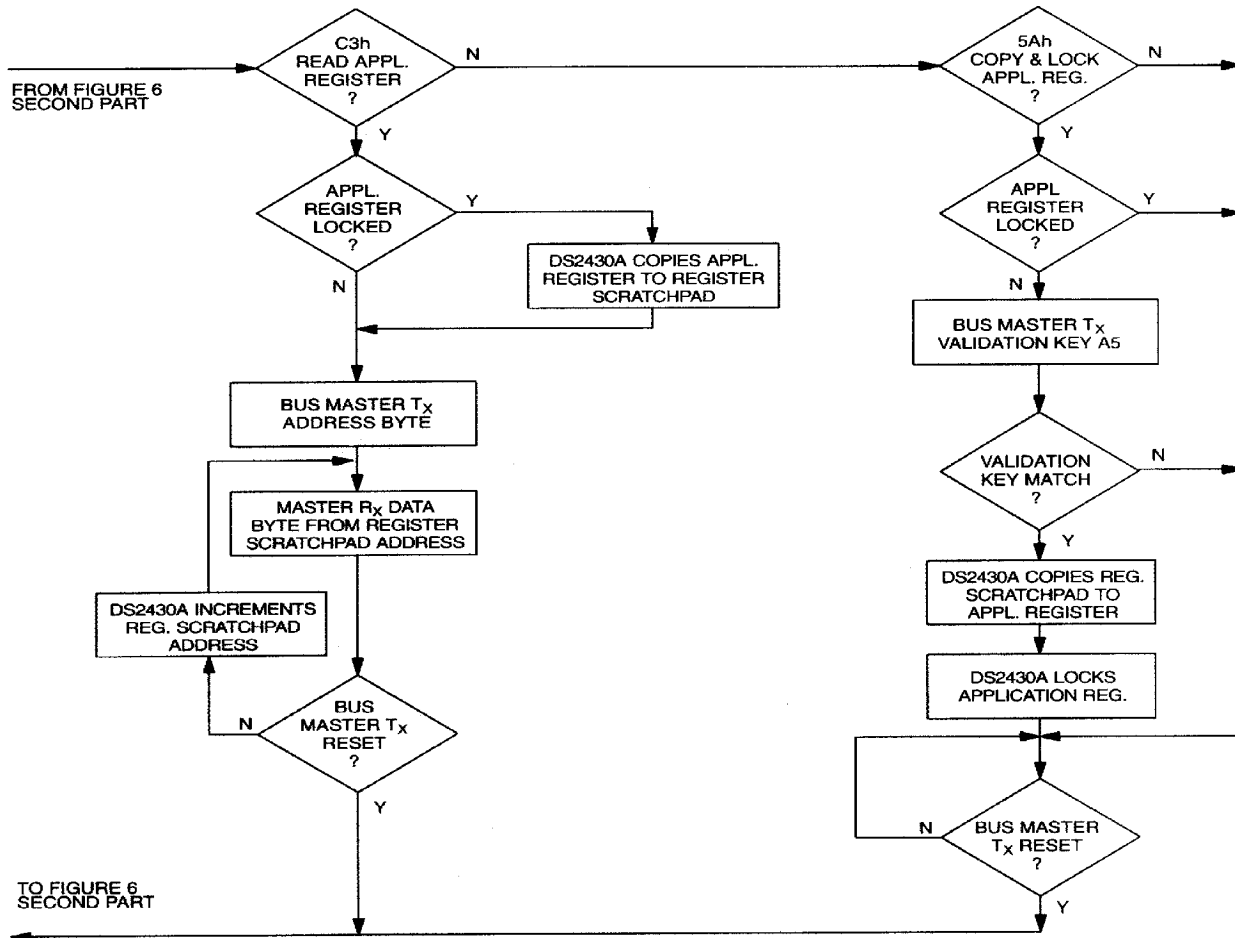 C3h
READ APPL.
REGISTER
?
N
Y
FROM FIGURE 6
SECOND PART
5Ah
COPY & LOCK
APPL. REG.
?
N
Y
APPL.
REGISTER
LOCKED
?
Y
N
DS2430A COPIES APPL.
REGISTER TO REGISTER
SCRATCHPAD
APPL
REGISTER
LOCKED
?
Y
N
BUS MASTER TX
VALIDATION KEY A5
BUS MASTER TX
ADDRESS BYTE
VALIDATION
KEY MATCH
?
N
Y
MASTER RX DATA
BYTE FROM REGISTER
SCRATCHPAD ADDRESS
DS2430A INCREMENTS
REG. SCRATCHPAD
ADDRESS
DS2430A COPIES REG.
SCRATCHPAD TO
APPL. REGISTER
DS2430A LOCKS
APPLICATION REG.
BUS
MASTER TX
RESET
?
N
Y
BUS MASTER
TX RESET
?
N
Y
TO FIGURE 6
SECOND PART